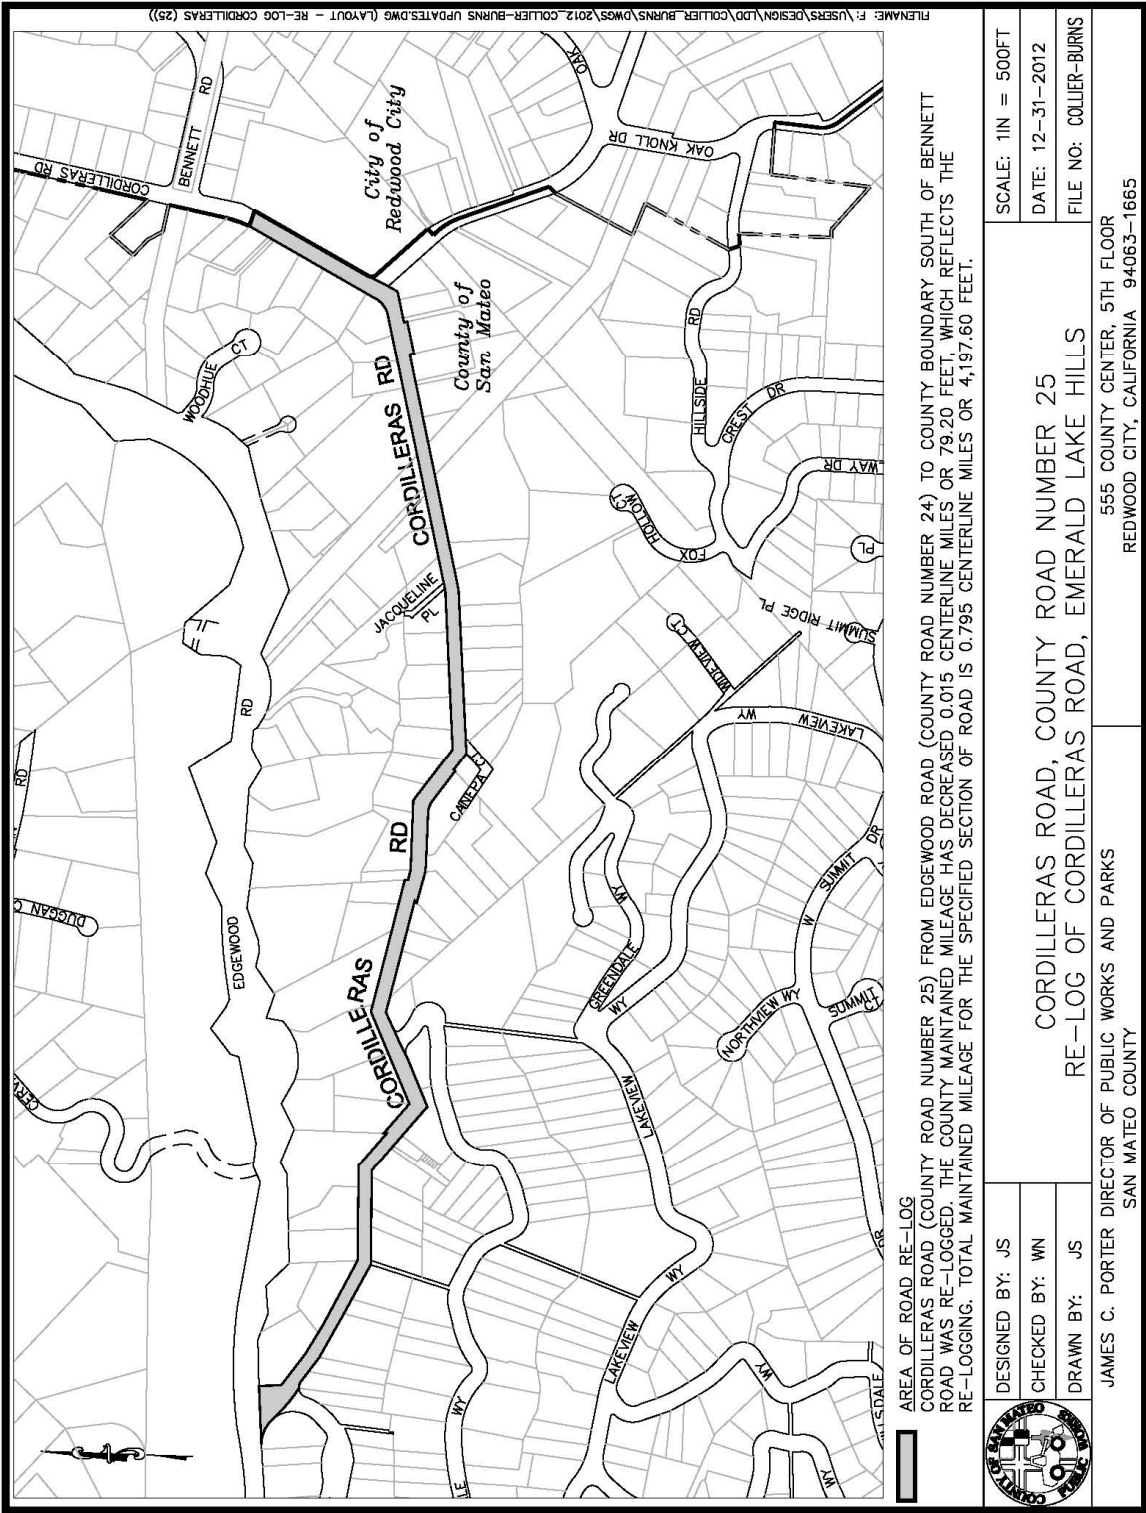 FILENAME: F:\USERS\DESIGN\LDD\COLLIER_BURNS\DWGS\2012_COLLIER-BURNS UPDATES.DWG (LAYOUT - RE-LOG CORDILLERAS (25))
CORDILLERAS RD
BENNETT RD
City of
Redwood City
County of
San Mateo
OAK
OAK KNOLL DR
WOODHUE CT
CORDILLERAS RD
JACQUELINE
PL
HILLSIDE RD
CREST DR
WAY DR
FOX HOLLOW CT
PL
SUMMIT RIDGE PL
WIDEVIEW CT
LAKEVIEW WY
RD
RD
EDGEWOOD
DUGGAN C
CERV
CANEPA CT
CORDILLERAS RD
GREENDALE WY
WY
LAKEVIEW
W SUMMIT DR
NORTHVIEW WY
SUMMIT
CT
LAKEVIEW WY
DR
WY
WY
WY
LLSDALE
LE
AREA OF ROAD RE-LOG
CORDILLERAS ROAD (COUNTY ROAD NUMBER 25) FROM EDGEWOOD ROAD (COUNTY ROAD NUMBER 24) TO COUNTY BOUNDARY SOUTH OF BENNETT
ROAD WAS RE-LOGGED. THE COUNTY MAINTAINED MILEAGE HAS DECREASED 0.015 CENTERLINE MILES OR 79.20 FEET, WHICH REFLECTS THE
RE-LOGGING. TOTAL MAINTAINED MILEAGE FOR THE SPECIFIED SECTION OF ROAD IS 0.795 CENTERLINE MILES OR 4,197.60 FEET.
COUNTY OF SAN MATEO
PUBLIC WORKS
DESIGNED BY: JS
CHECKED BY: WN
DRAWN BY: JS
CORDILLERAS ROAD, COUNTY ROAD NUMBER 25
RE-LOG OF CORDILLERAS ROAD, EMERALD LAKE HILLS
SCALE: 1IN = 500FT
DATE: 12-31-2012
FILE NO: COLLIER-BURNS
JAMES C. PORTER DIRECTOR OF PUBLIC WORKS AND PARKS
SAN MATEO COUNTY
555 COUNTY CENTER, 5TH FLOOR
REDWOOD CITY, CALIFORNIA 94063-1665